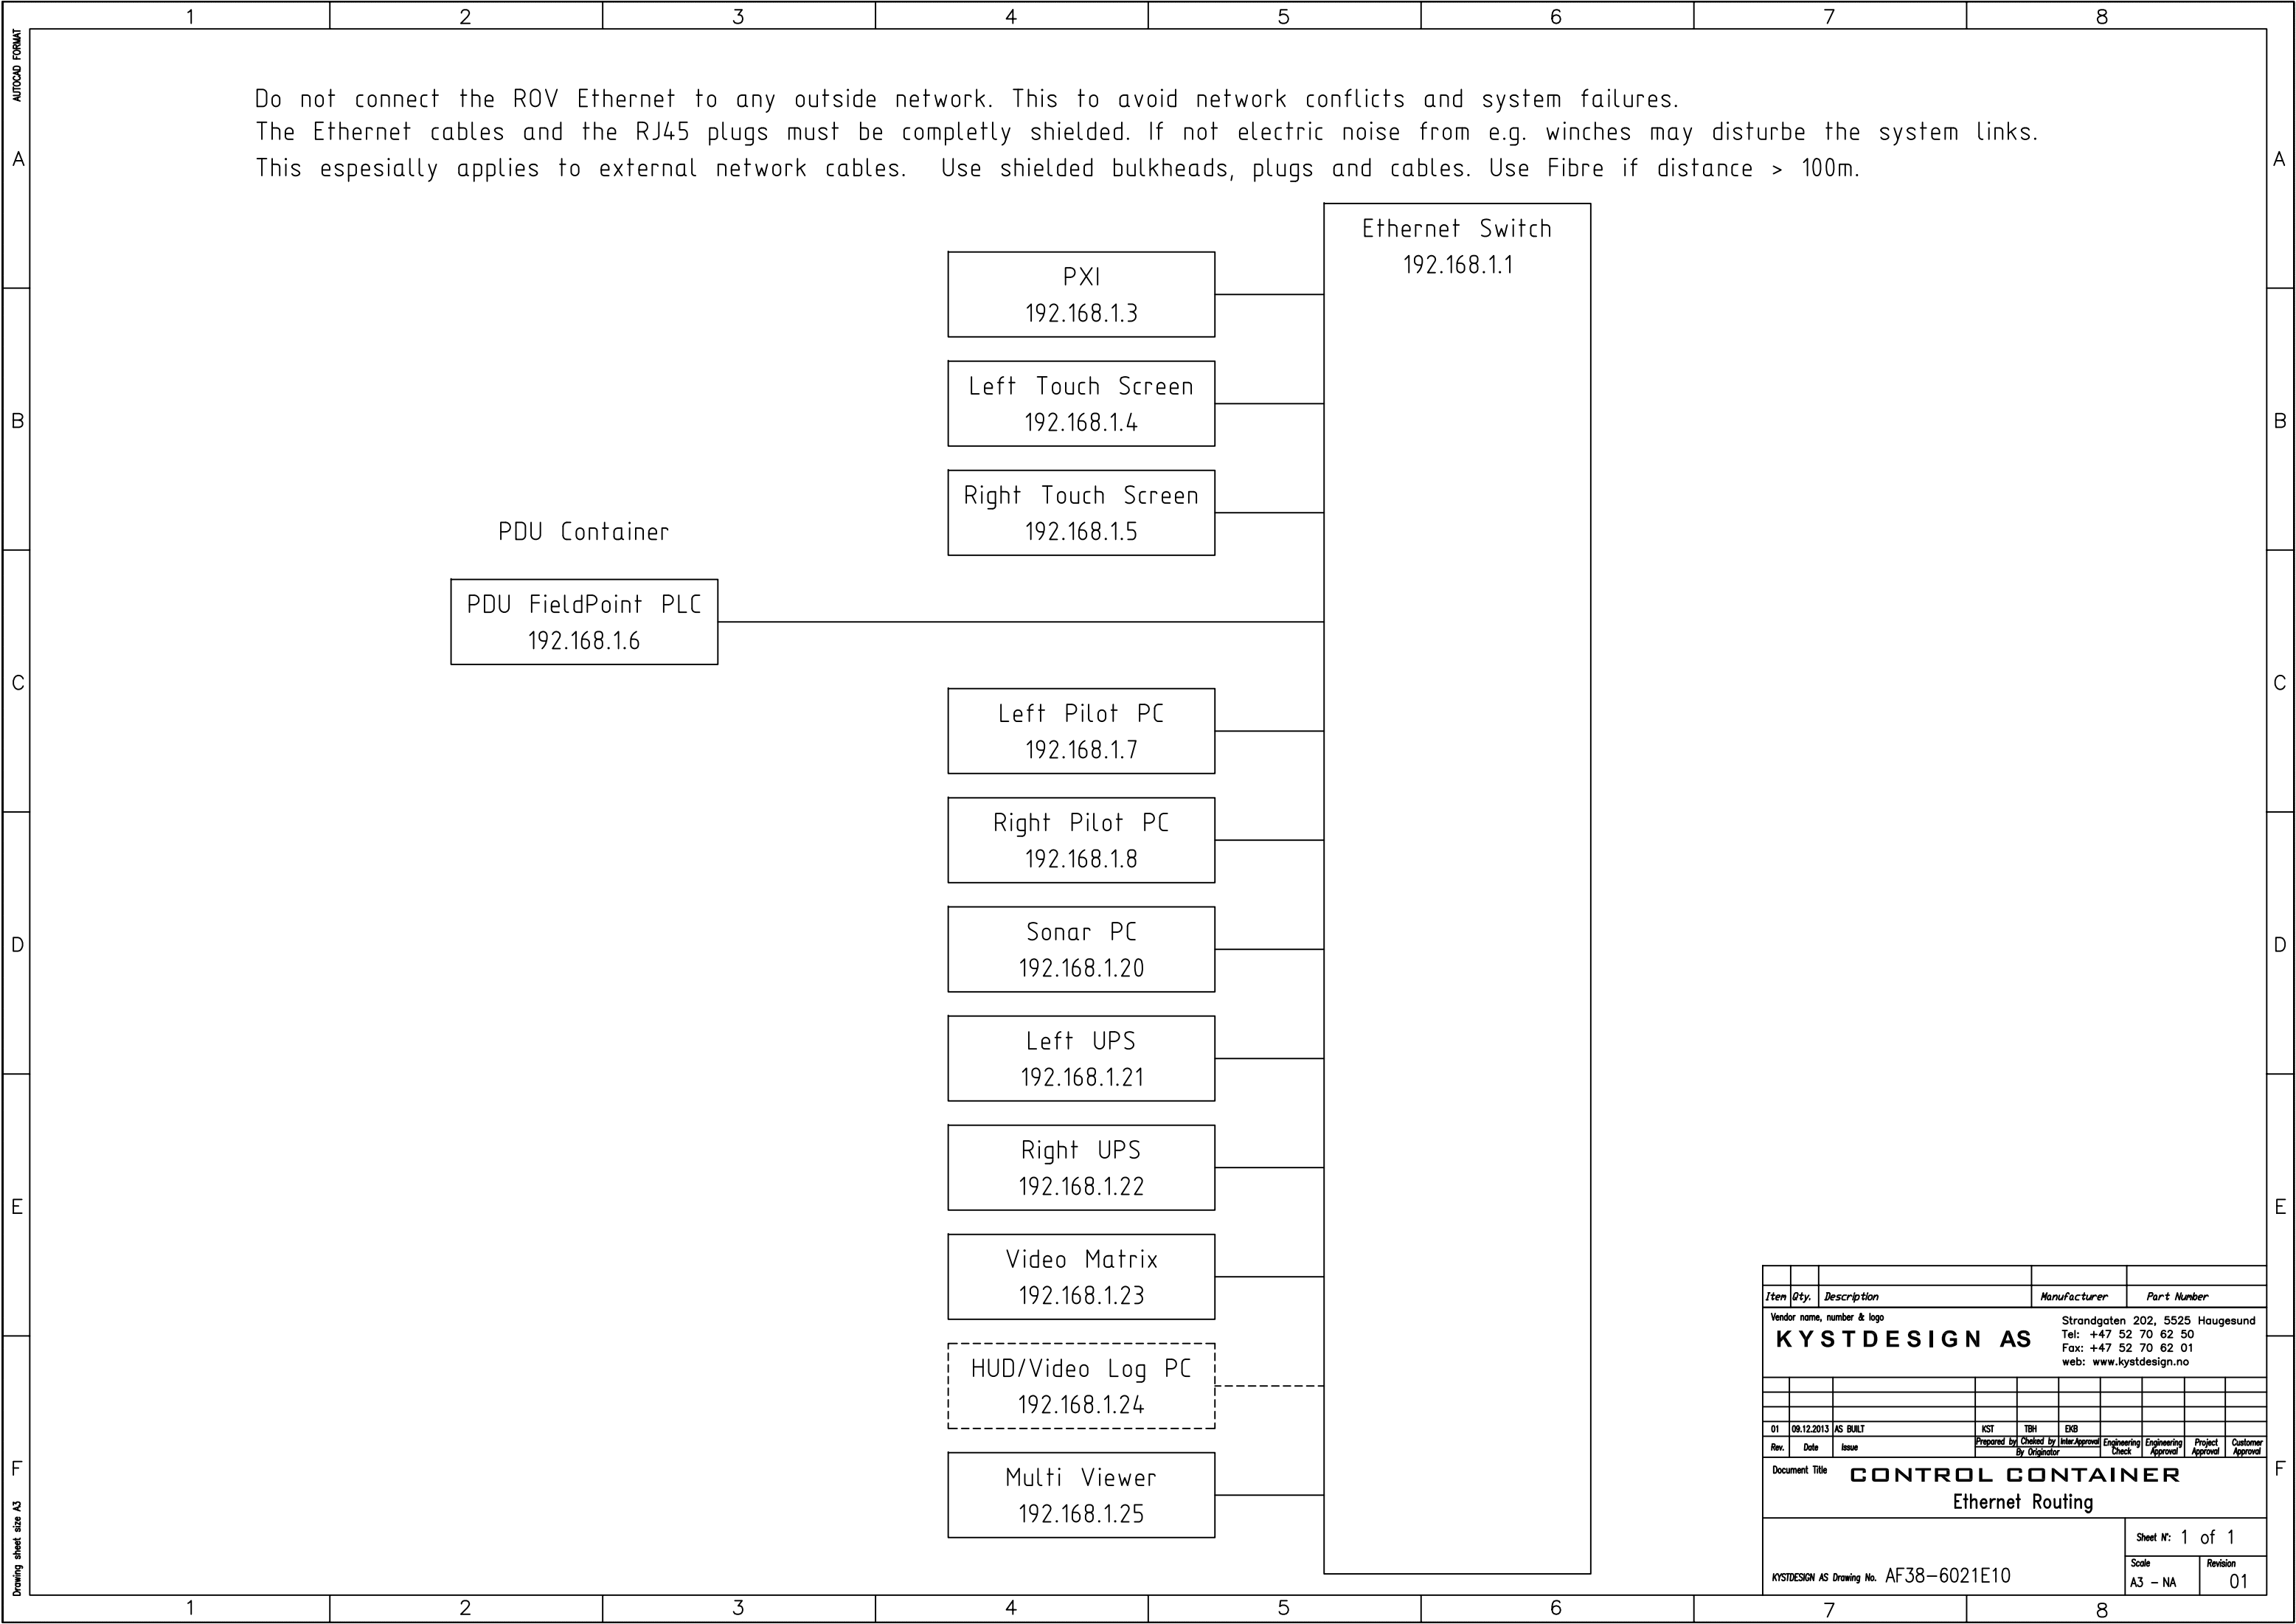 1 2 3 4 5 6 7 8
AUTOCAD FORMAT
A A
B B
C C
D D
E E
F F
Do not connect the ROV Ethernet to any outside network. This to avoid network conflicts and system failures.
The Ethernet cables and the RJ45 plugs must be completly shielded. If not electric noise from e.g. winches may disturbe the system links.
This espesially applies to external network cables. Use shielded bulkheads, plugs and cables. Use Fibre if distance > 100m.
Ethernet Switch
192.168.1.1
PXI
192.168.1.3
Left Touch Screen
192.168.1.4
Right Touch Screen
192.168.1.5
PDU Container
PDU FieldPoint PLC
192.168.1.6
Left Pilot PC
192.168.1.7
Right Pilot PC
192.168.1.8
Sonar PC
192.168.1.20
Left UPS
192.168.1.21
Right UPS
192.168.1.22
Video Matrix
192.168.1.23
HUD/Video Log PC
192.168.1.24
Multi Viewer
192.168.1.25
Item Qty. Description Manufacturer Part Number
Vendor name, number & logo
KYSTDESIGN AS
Strandgaten 202, 5525 Haugesund
Tel: +47 52 70 62 50
Fax: +47 52 70 62 01
web: www.kystdesign.no
01 09.12.2013 AS BUILT KST TBH EKB
Rev. Date Issue Prepared by Cheked by Inter.Approval Engineering Check Engineering Approval Project Approval Customer Approval
By Originator
Document Title
CONTROL CONTAINER
Ethernet Routing
Sheet N°: 1 of 1
KYSTDESIGN AS Drawing No. AF38-6021E10
Scale
A3 - NA
Revision
01
Drawing sheet size A3
1 2 3 4 5 6 7 8